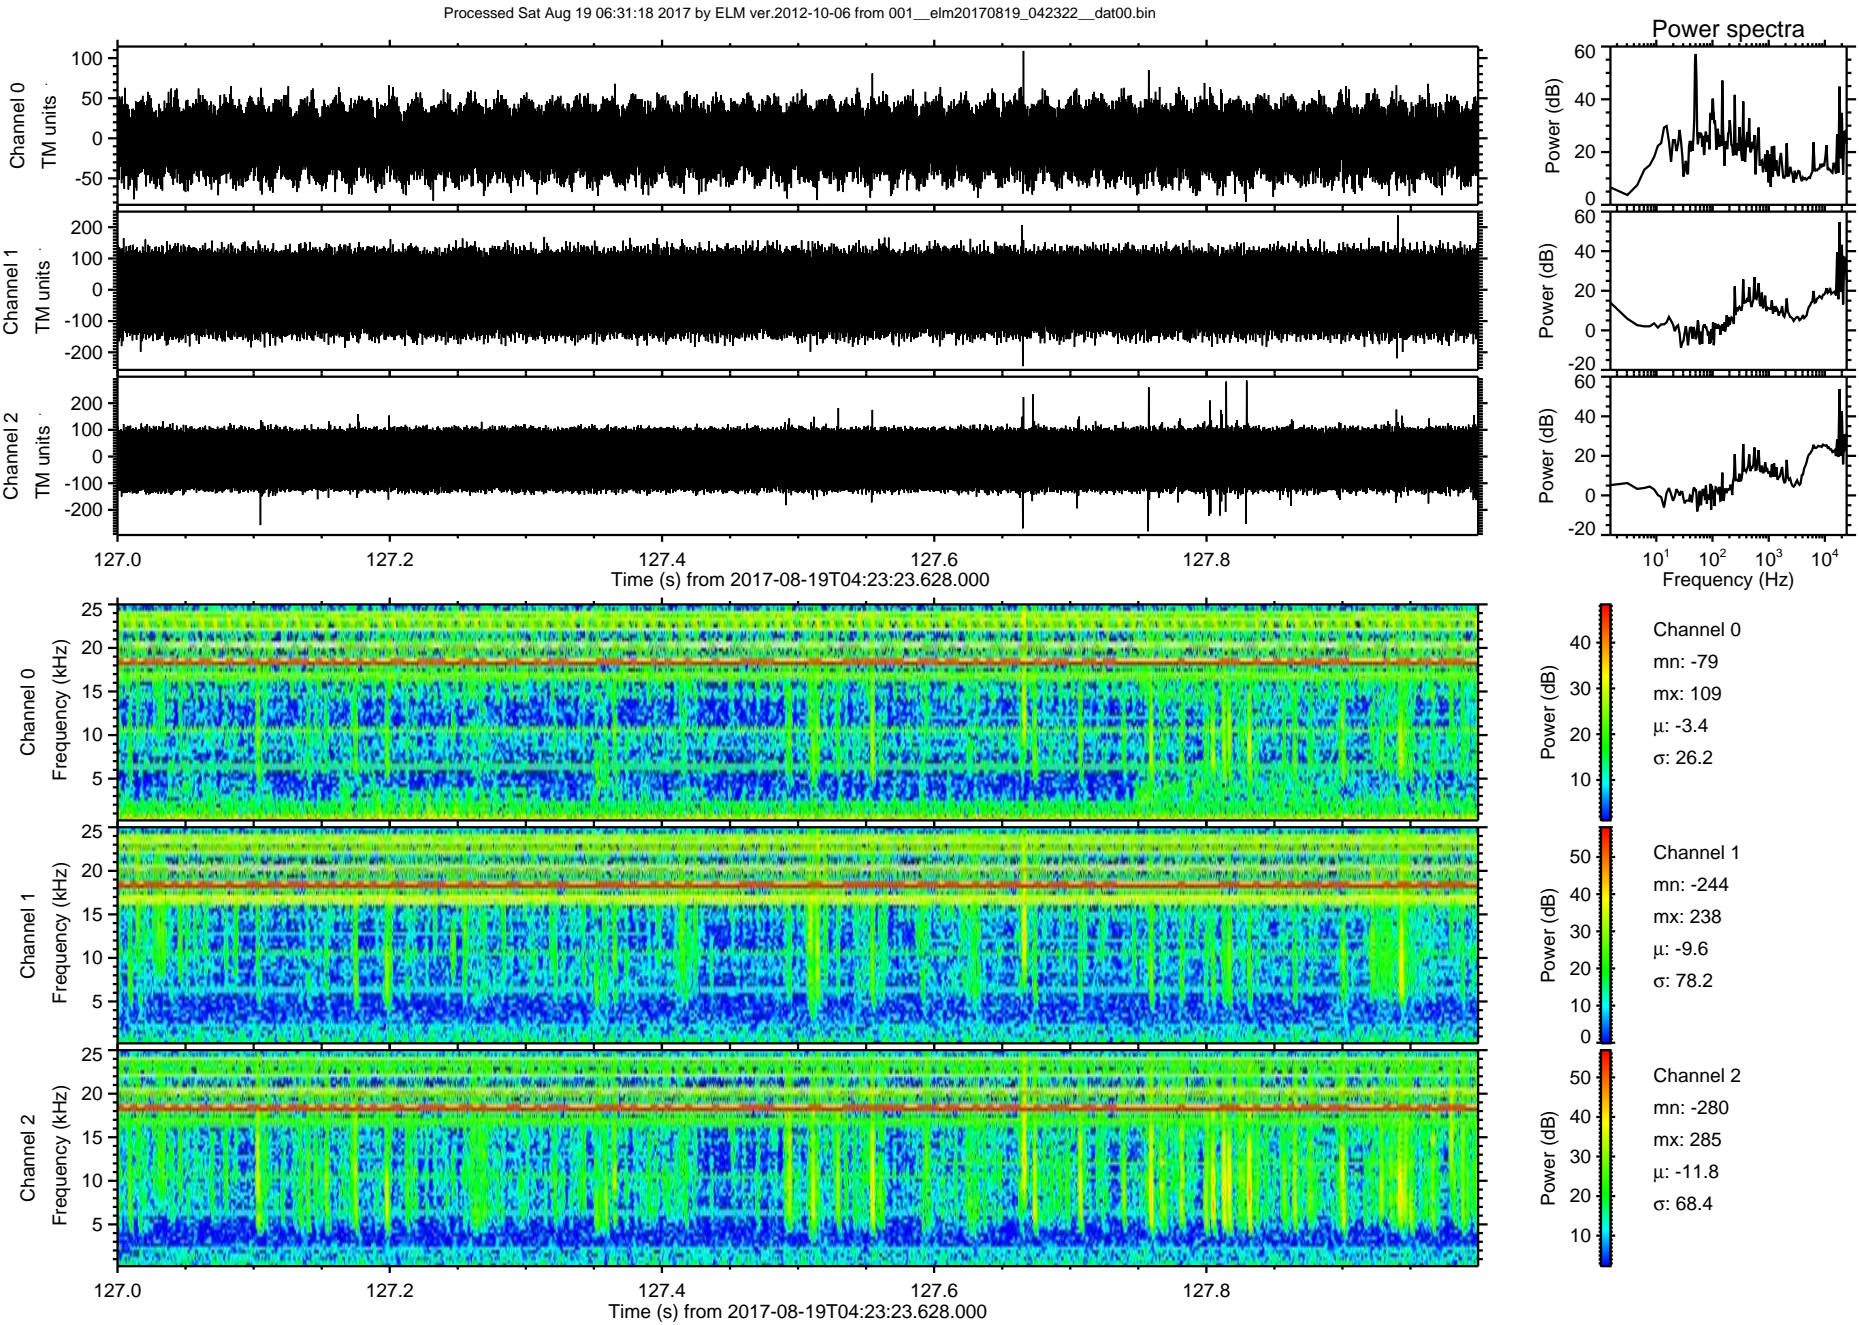 Processed Sat Aug 19 06:31:18 2017 by ELM ver.2012-10-06 from 001__elm20170819_042322__dat00.bin
Power spectra
Channel 0
TM units
100
50
0
-50
Power (dB)
60
40
20
0
Channel 1
TM units
200
100
0
-100
-200
Power (dB)
60
40
20
0
-20
Channel 2
TM units
200
100
0
-100
-200
Power (dB)
60
40
20
0
-20
127.0 127.2 127.4 127.6 127.8
Time (s) from 2017-08-19T04:23:23.628.000
10¹ 10² 10³ 10⁴
Frequency (Hz)
Channel 0
Frequency (kHz)
25
20
15
10
5
Power (dB)
40
30
20
10
Channel 0
mn: -79
mx: 109
μ: -3.4
σ: 26.2
Channel 1
Frequency (kHz)
25
20
15
10
5
Power (dB)
50
40
30
20
10
0
Channel 1
mn: -244
mx: 238
μ: -9.6
σ: 78.2
Channel 2
Frequency (kHz)
25
20
15
10
5
Power (dB)
50
40
30
20
10
Channel 2
mn: -280
mx: 285
μ: -11.8
σ: 68.4
127.0 127.2 127.4 127.6 127.8
Time (s) from 2017-08-19T04:23:23.628.000